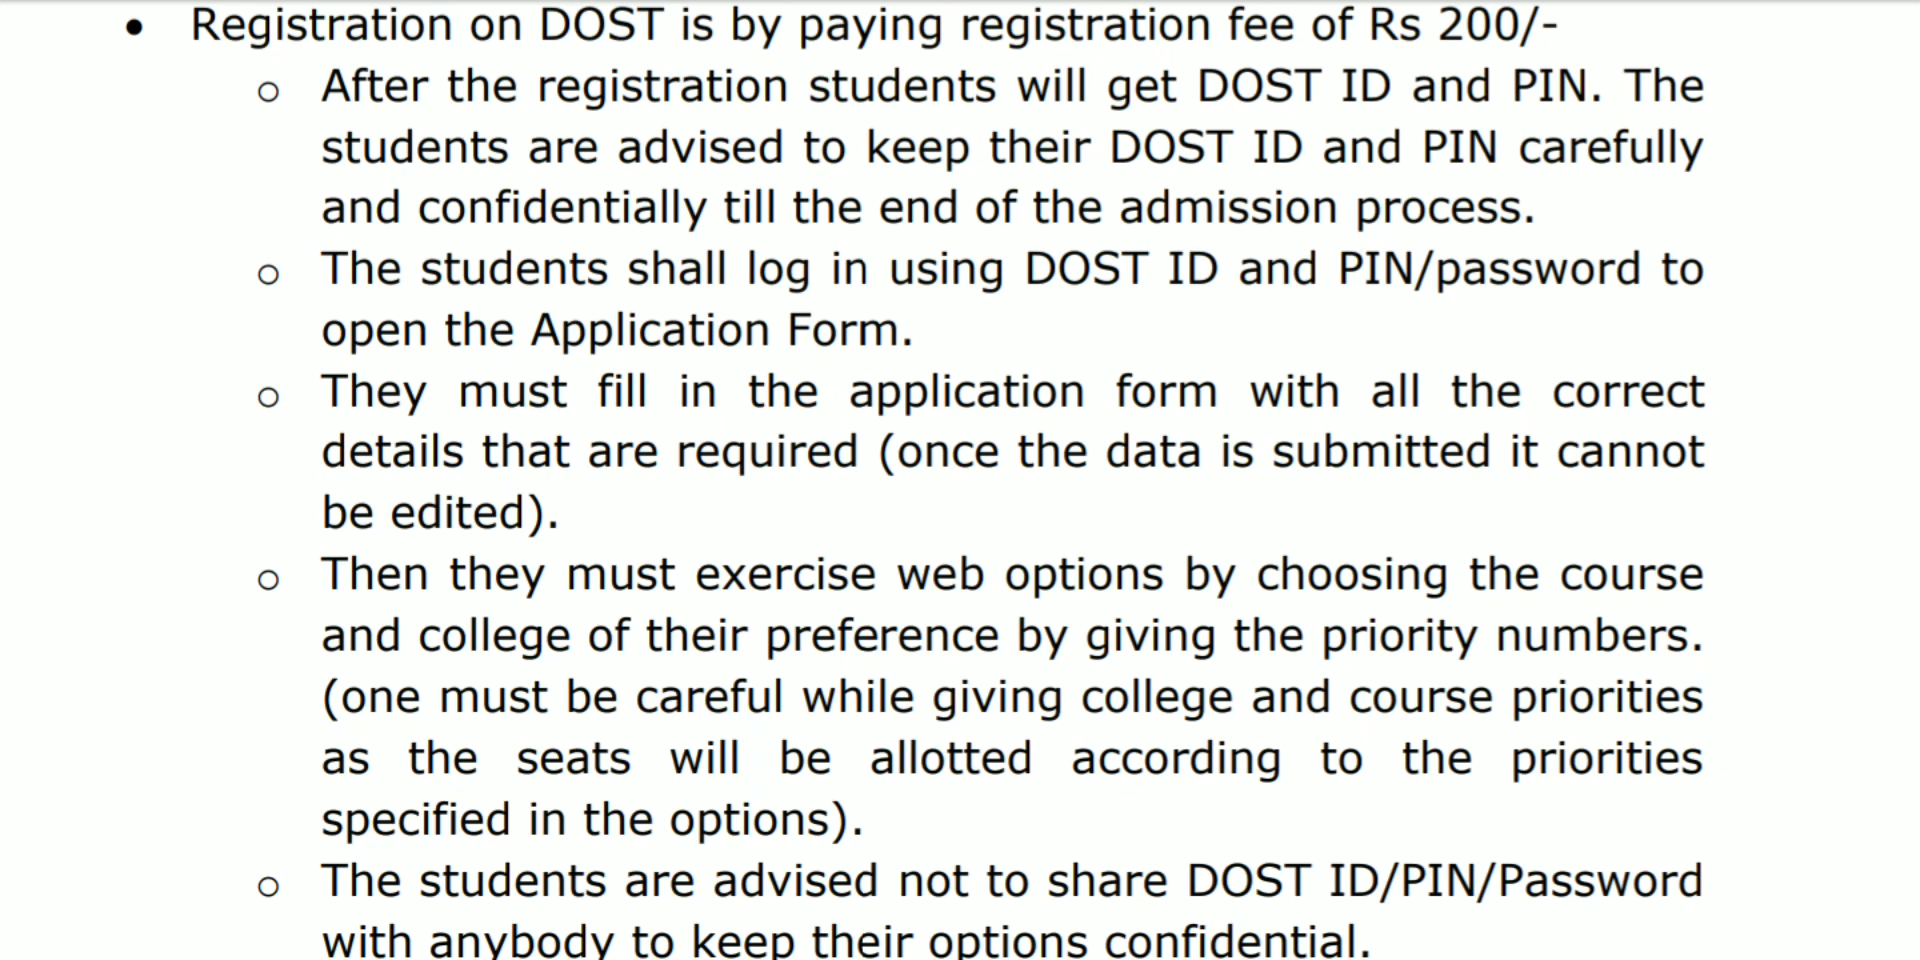 • Registration on DOST is by paying registration fee of Rs 200/-
o After the registration students will get DOST ID and PIN. The
students are advised to keep their DOST ID and PIN carefully
and confidentially till the end of the admission process.
o The students shall log in using DOST ID and PIN/password to
open the Application Form.
o They must fill in the application form with all the correct
details that are required (once the data is submitted it cannot
be edited).
o Then they must exercise web options by choosing the course
and college of their preference by giving the priority numbers.
(one must be careful while giving college and course priorities
as the seats will be allotted according to the priorities
specified in the options).
o The students are advised not to share DOST ID/PIN/Password
with anybody to keep their options confidential.